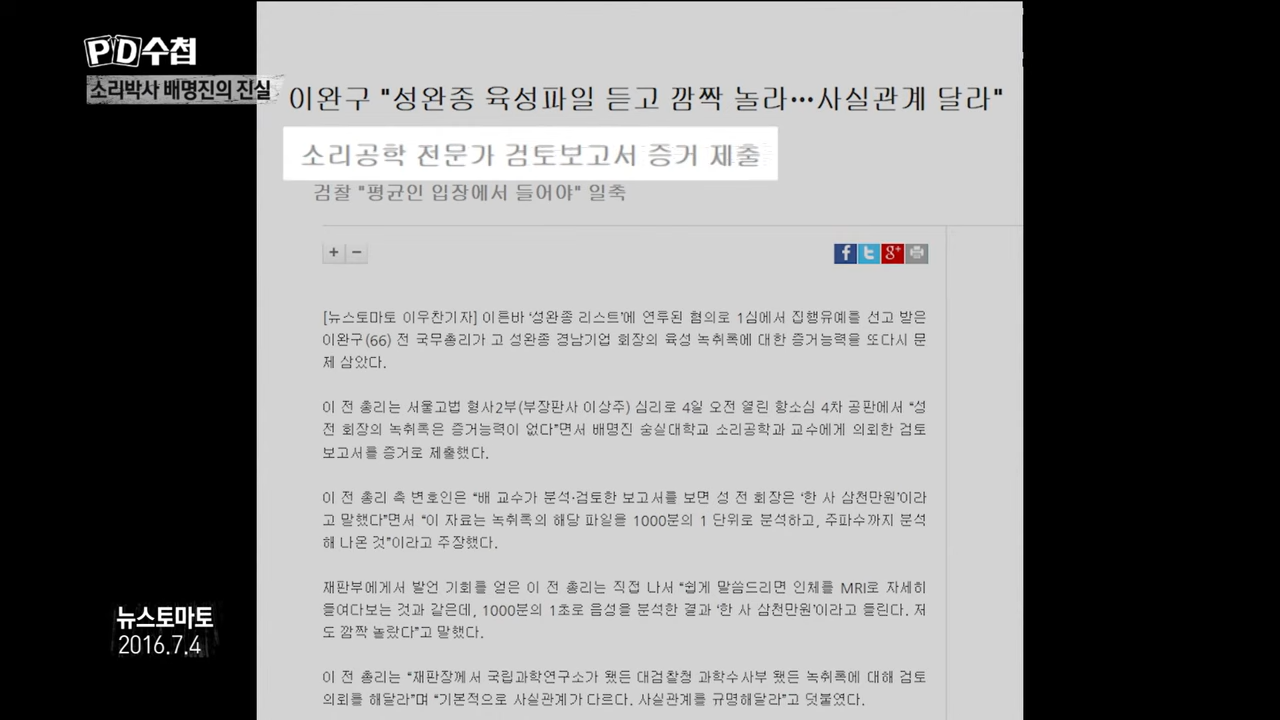 PD수첩
소리박사 배명진의 진실
이완구 "성완종 육성파일 듣고 깜짝 놀라…사실관계 달라"
소리공학 전문가 검토보고서 증거 제출
검찰 "평균인 입장에서 들어야" 일축
+ −
f t g+
[뉴스토마토 이우찬기자] 이른바 ‘성완종 리스트’에 연루된 혐의로 1심에서 집행유예를 선고 받은
이완구(66) 전 국무총리가 고 성완종 경남기업 회장의 육성 녹취록에 대한 증거능력을 또다시 문
제 삼았다.
이 전 총리는 서울고법 형사2부(부장판사 이상주) 심리로 4일 오전 열린 항소심 4차 공판에서 “성
전 회장의 녹취록은 증거능력이 없다”면서 배명진 숭실대학교 소리공학과 교수에게 의뢰한 검토
보고서를 증거로 제출했다.
이 전 총리 측 변호인은 “배 교수가 분석·검토한 보고서를 보면 성 전 회장은 ‘한 사 삼천만원’이라
고 말했다”면서 “이 자료는 녹취록의 해당 파일을 1000분의 1 단위로 분석하고, 주파수까지 분석
해 나온 것”이라고 주장했다.
재판부에게서 발언 기회를 얻은 이 전 총리는 직접 나서 “쉽게 말씀드리면 인체를 MRI로 자세히
들여다보는 것과 같은데, 1000분의 1초로 음성을 분석한 결과 ‘한 사 삼천만원’이라고 들린다. 저
도 깜짝 놀랐다”고 말했다.
이 전 총리는 “재판장께서 국립과학연구소가 됐든 대검찰청 과학수사부 됐든 녹취록에 대해 검토
의뢰를 해달라”며 “기본적으로 사실관계가 다르다. 사실관계를 규명해달라”고 덧붙였다.
뉴스토마토
2016.7.4